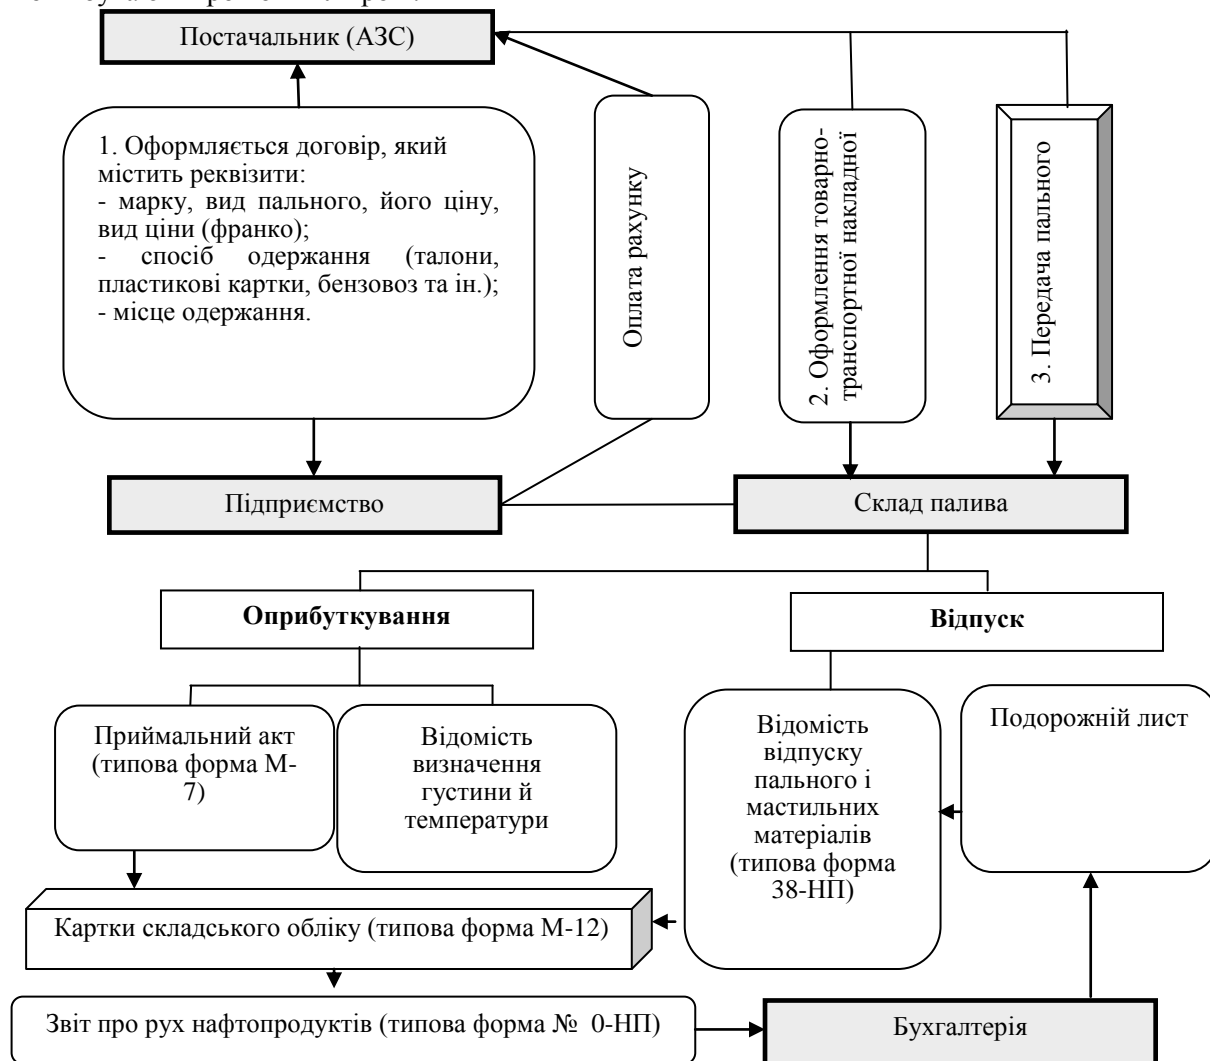 Постачальник (АЗС)
1. Оформляється договір, який
містить реквізити:
- марку, вид пального, його ціну,
вид ціни (франко);
- спосіб одержання (талони,
пластикові картки, бензовоз та ін.);
- місце одержання.
Оплата рахунку
2. Оформлення товарно-
транспортної накладної
3. Передача пального
Підприємство
Склад палива
Оприбуткування
Відпуск
Приймальний акт
(типова форма М-
7)
Відомість
визначення
густини й
температури
Відомість
відпуску
пального і
мастильних
матеріалів
(типова форма
38-НП)
Подорожній лист
Картки складського обліку (типова форма М-12)
Звіт про рух нафтопродуктів (типова форма № 0-НП)
Бухгалтерія